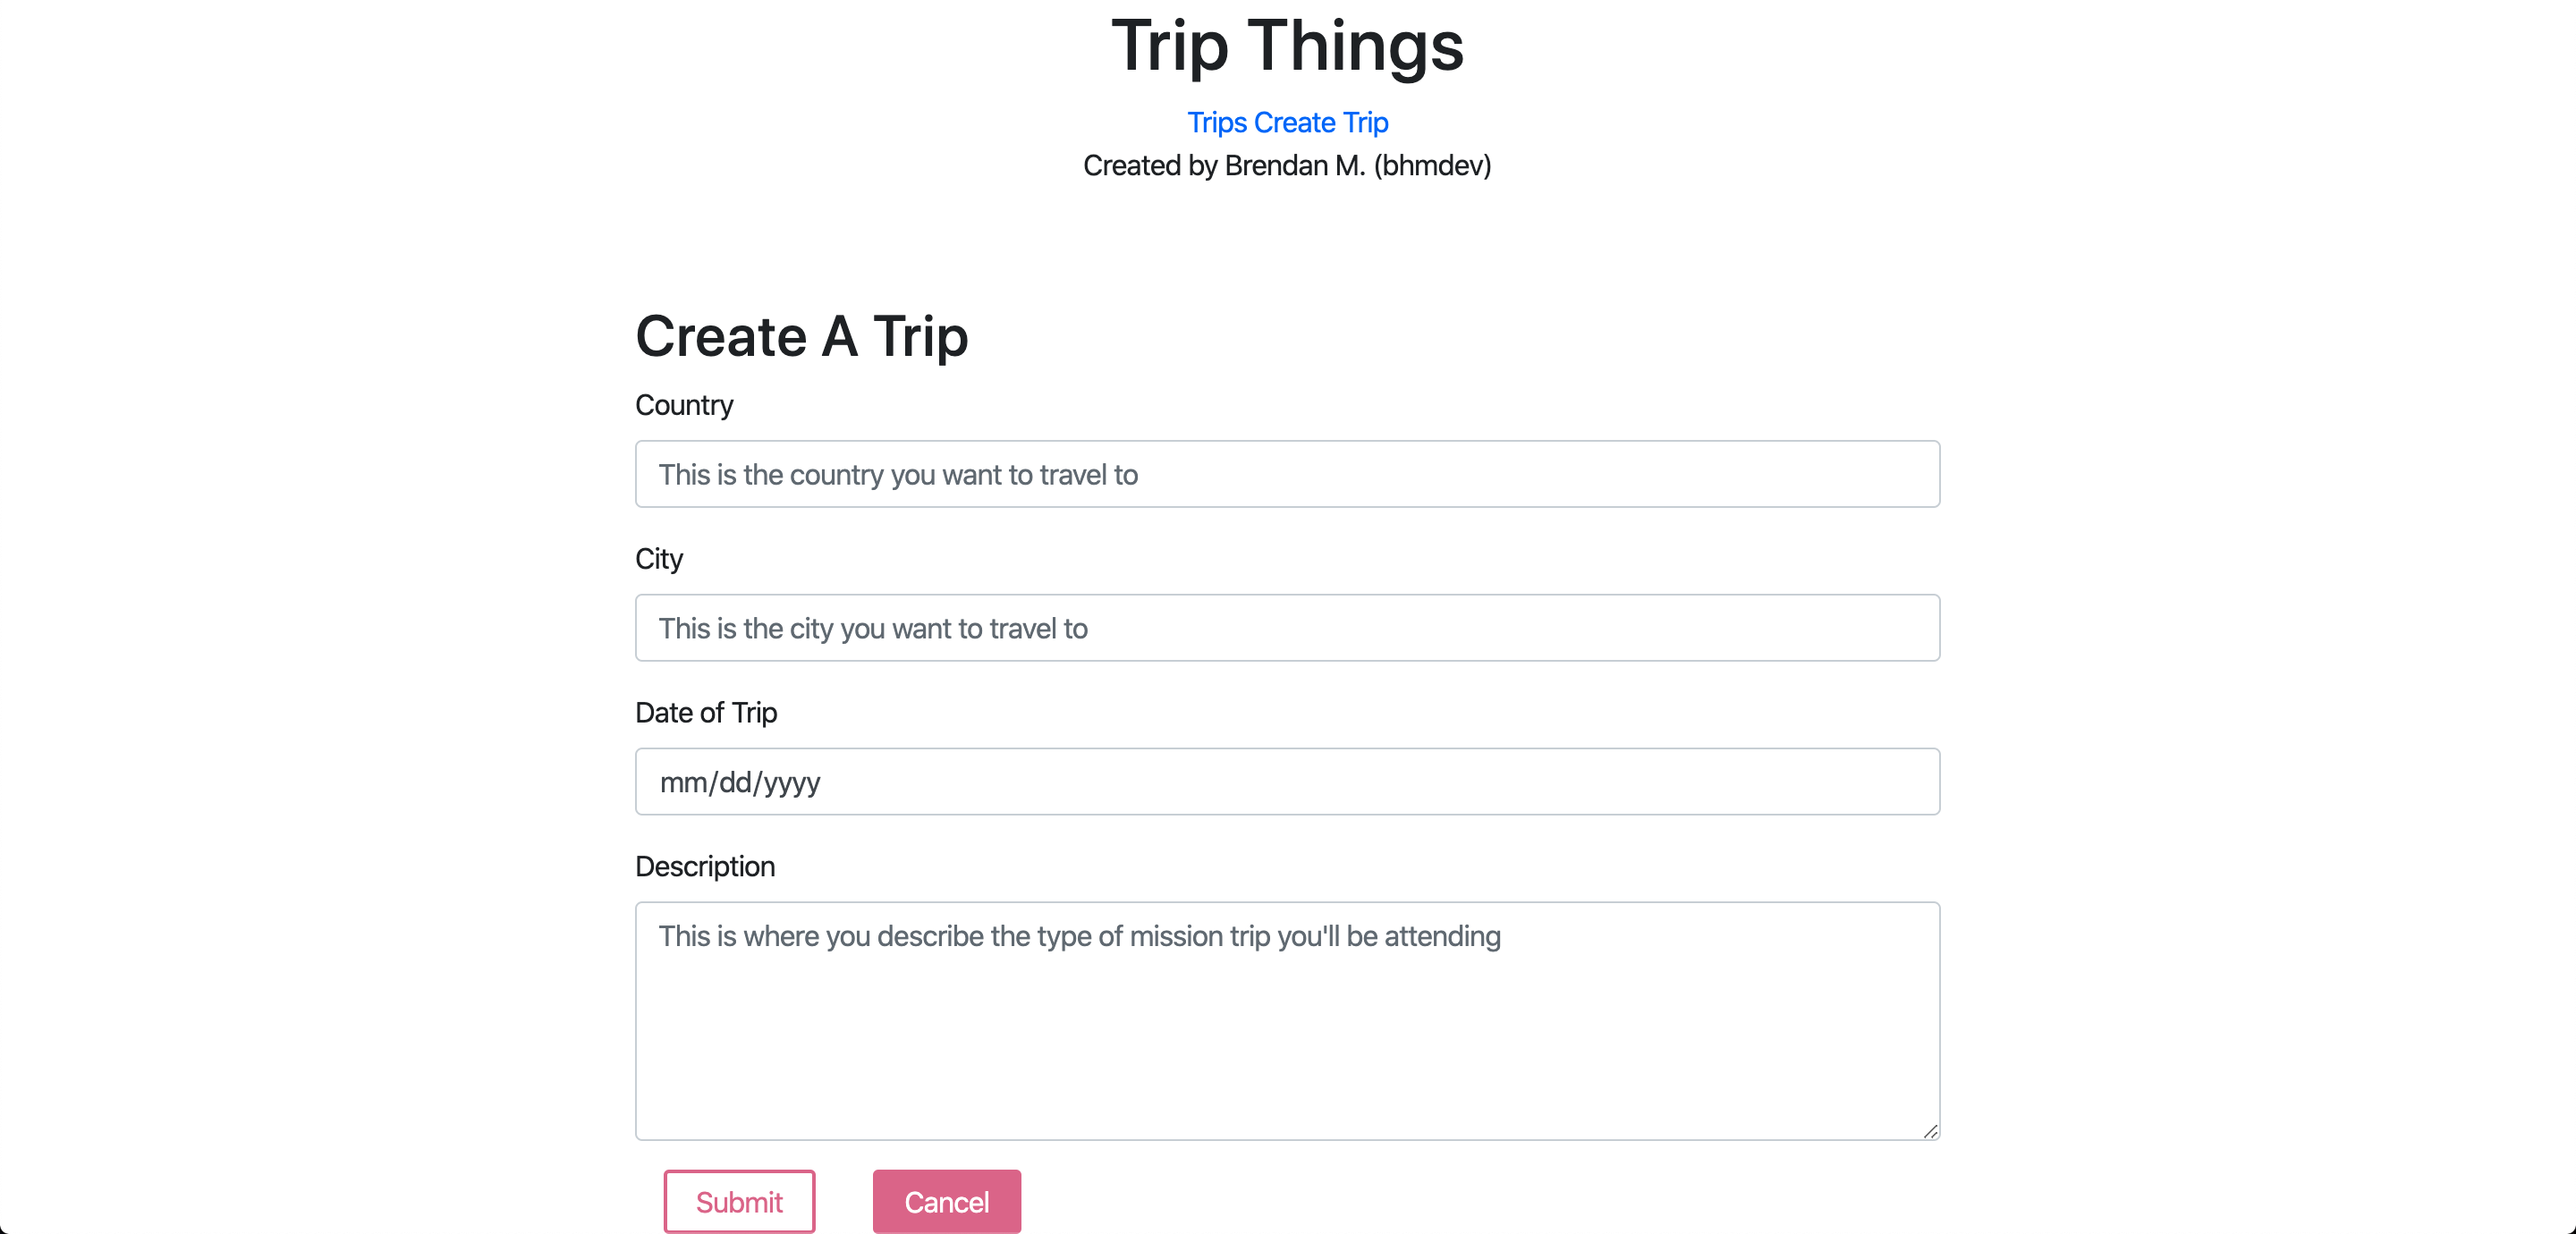 Trip Things
Trips Create Trip
Created by Brendan M. (bhmdev)
Create A Trip
Country
This is the country you want to travel to
City
This is the city you want to travel to
Date of Trip
mm/dd/yyyy
Description
This is where you describe the type of mission trip you'll be attending
Submit Cancel